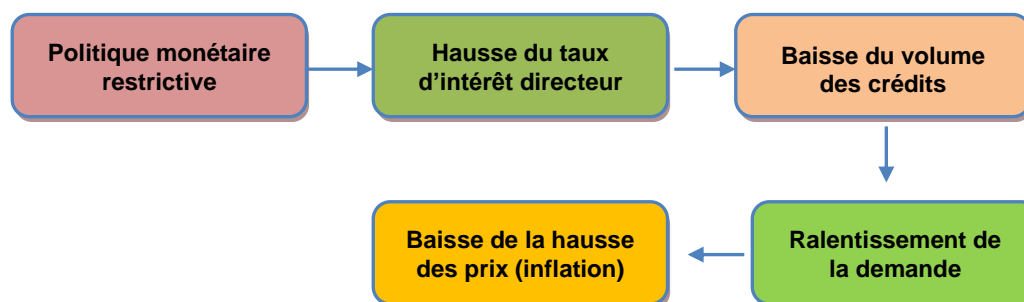 Politique monétaire
restrictive
Hausse du taux
d’intérêt directeur
Baisse du volume
des crédits
Ralentissement de
la demande
Baisse de la hausse
des prix (inflation)